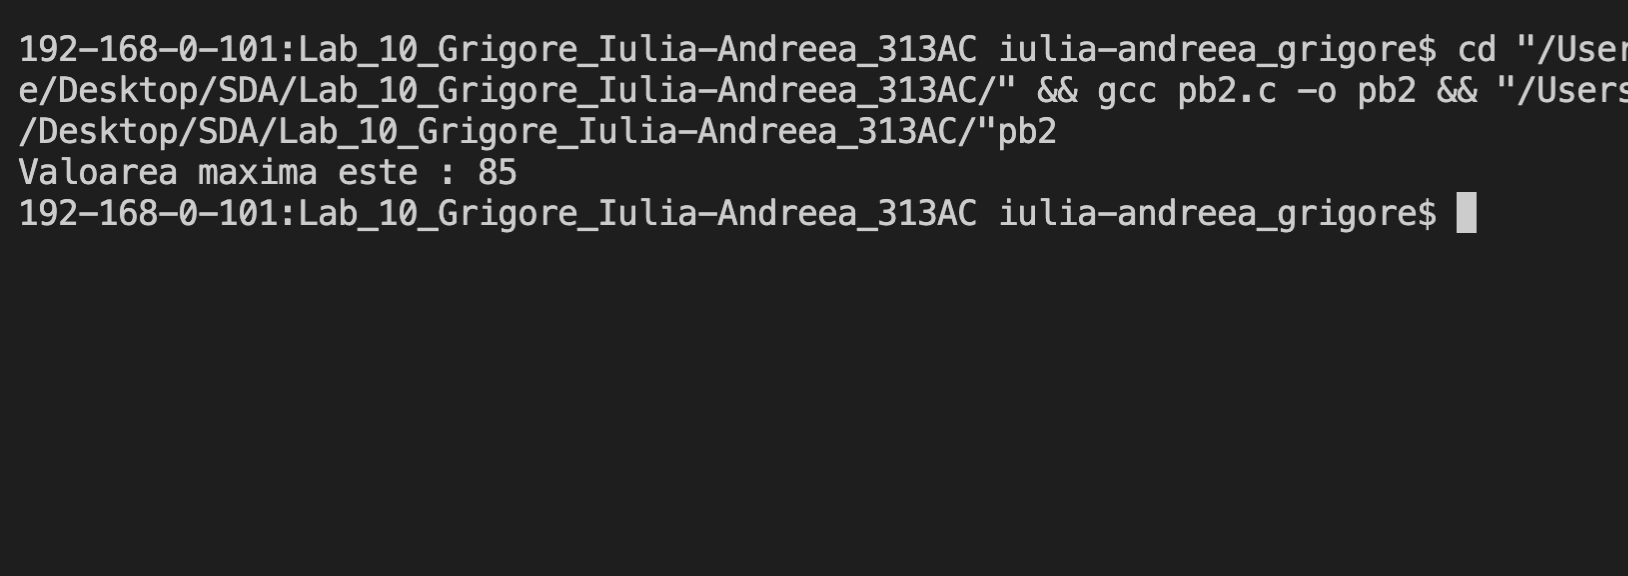 192-168-0-101:Lab_10_Grigore_Iulia-Andreea_313AC iulia-andreea_grigore$ cd "/User
e/Desktop/SDA/Lab_10_Grigore_Iulia-Andreea_313AC/" && gcc pb2.c -o pb2 && "/Users
/Desktop/SDA/Lab_10_Grigore_Iulia-Andreea_313AC/"pb2
Valoarea maxima este : 85
192-168-0-101:Lab_10_Grigore_Iulia-Andreea_313AC iulia-andreea_grigore$